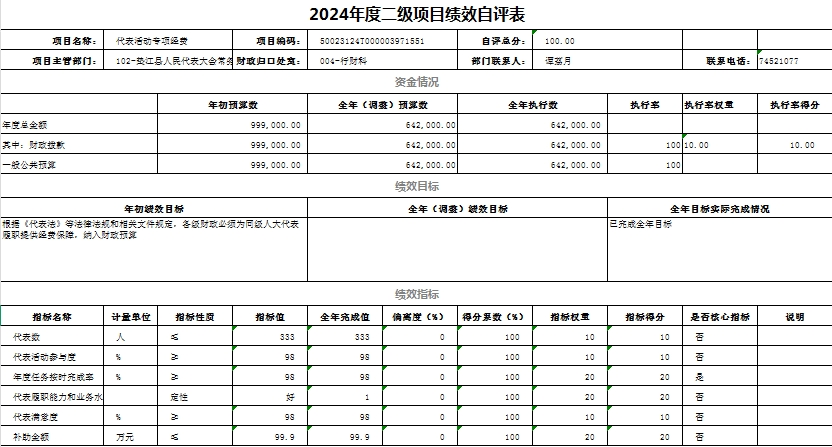 2024年度二级项目绩效自评表
项目名称： 代表活动专项经费 项目编码： 50023124T000003971551 自评总分： 100.00
项目主管部门： 102-垫江县人民代表大会常务 财政归口处室： 004-行财科 部门联系人： 谭荔月 联系电话： 74521077
资金情况
年初预算数 全年（调整）预算数 全年执行数 执行率 执行率权重 执行率得分
年度总金额 999,000.00 642,000.00 642,000.00
其中：财政拨款 999,000.00 642,000.00 642,000.00 100 10.00 10.00
一般公共预算 999,000.00 642,000.00 642,000.00 100
绩效目标
年初绩效目标 全年（调整）绩效目标 全年目标实际完成情况
根据《代表法》等法律法规和相关文件规定，各级财政必须为同级人大代表 已完成全年目标
履职提供经费保障，纳入财政预算
绩效指标
指标名称 计量单位 指标性质 指标值 全年完成值 偏离度（%） 得分系数（%） 指标权重 指标得分 是否核心指标 说明
代表数 人 ≤ 333 333 0 100 10 10 否
代表活动参与度 % ≥ 98 98 0 100 10 10 否
年度任务按时完成率 % ≥ 98 98 0 100 20 20 是
代表履职能力和业务水 定性 好 1 0 100 20 20 否
代表满意度 % ≥ 98 98 0 100 10 10 否
补助金额 万元 ≤ 99.9 99.9 0 100 20 20 否